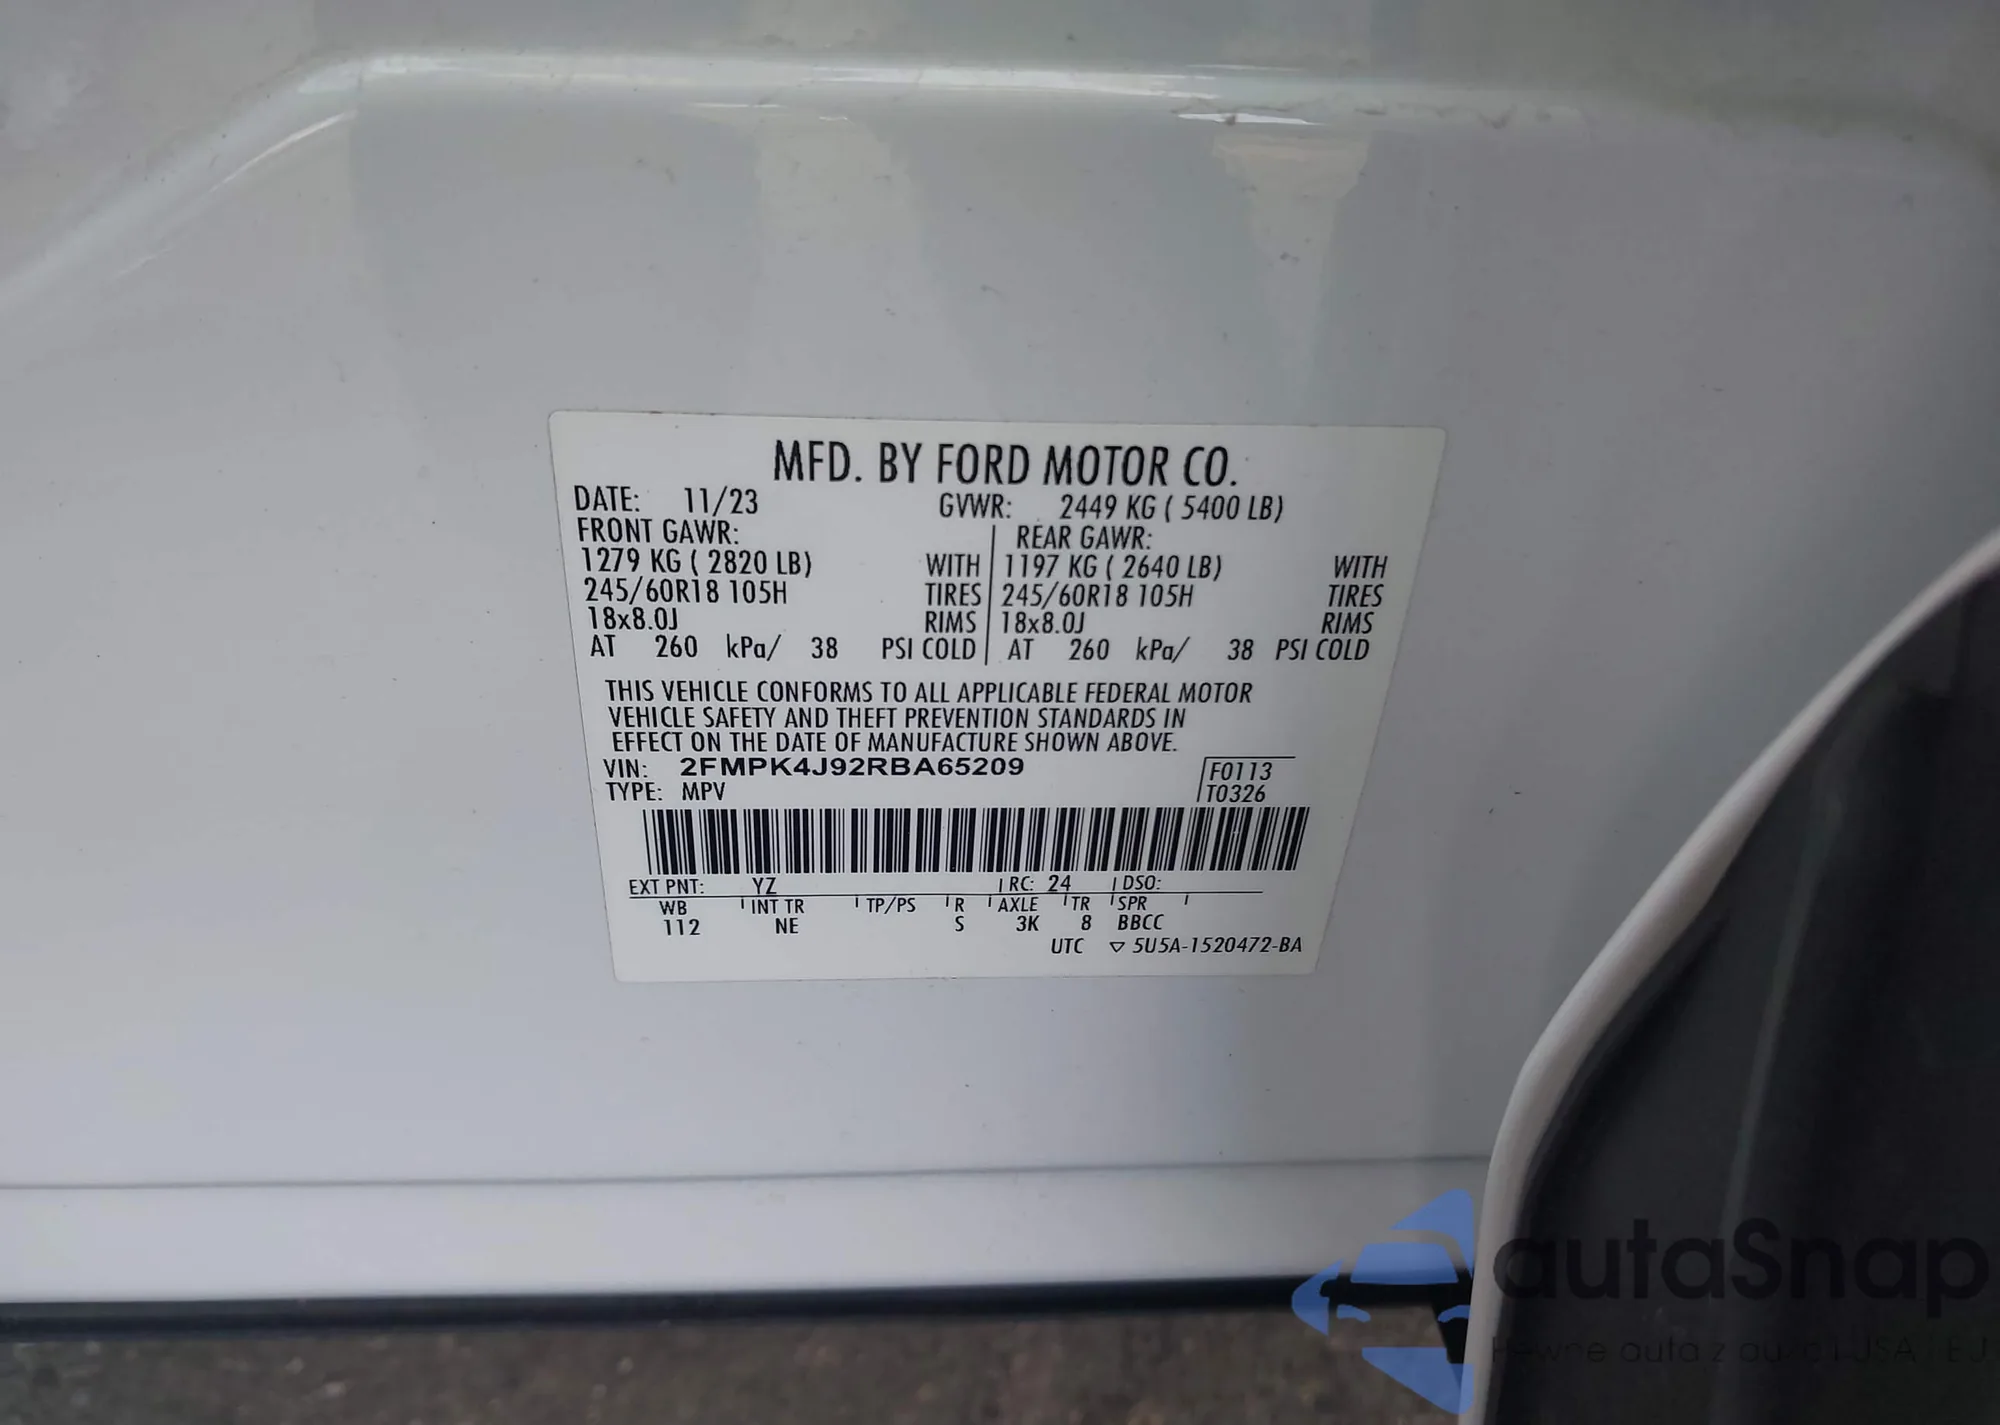 MFD. BY FORD MOTOR CO.
DATE: 11/23 GVWR: 2449 KG ( 5400 LB)
FRONT GAWR: REAR GAWR:
1279 KG ( 2820 LB) WITH 1197 KG ( 2640 LB) WITH
245/60R18 105H TIRES 245/60R18 105H TIRES
18x8.0J RIMS 18x8.0J RIMS
AT 260 kPa/ 38 PSI COLD AT 260 kPa/ 38 PSI COLD
THIS VEHICLE CONFORMS TO ALL APPLICABLE FEDERAL MOTOR
VEHICLE SAFETY AND THEFT PREVENTION STANDARDS IN
EFFECT ON THE DATE OF MANUFACTURE SHOWN ABOVE.
VIN: 2FMPK4J92RBA65209 F0113
TYPE: MPV T0326
EXT PNT: YZ RC: 24 DSO:
WB INT TR TP/PS R AXLE TR SPR
112 NE S 3K 8 BBCC
UTC ▽ 5U5A-1520472-BA
autaSnap
auta z